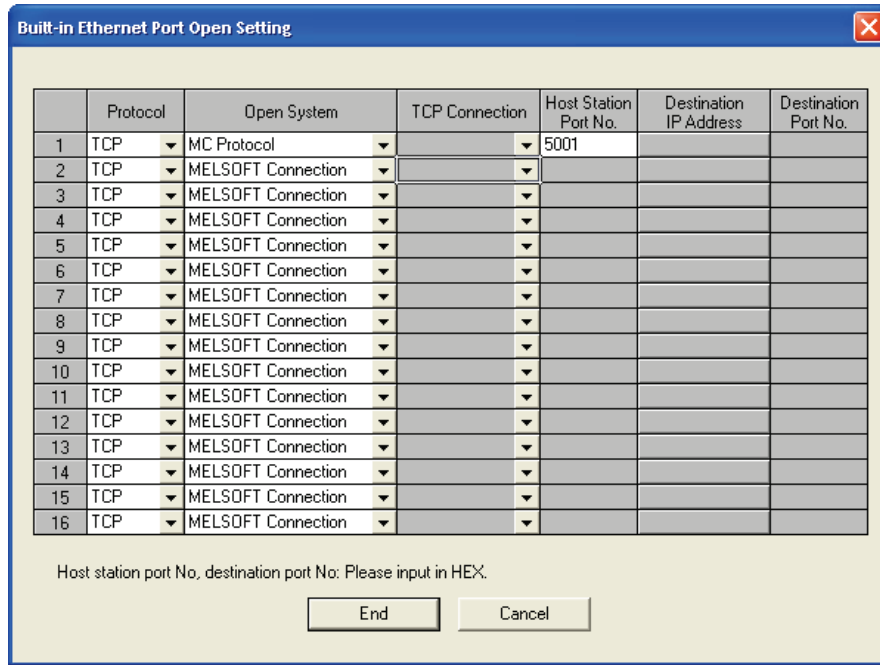 Built-in Ethernet Port Open Setting
Protocol Open System TCP Connection Host Station Port No. Destination IP Address Destination Port No.
1 TCP MC Protocol 5001
2 TCP MELSOFT Connection
3 TCP MELSOFT Connection
4 TCP MELSOFT Connection
5 TCP MELSOFT Connection
6 TCP MELSOFT Connection
7 TCP MELSOFT Connection
8 TCP MELSOFT Connection
9 TCP MELSOFT Connection
10 TCP MELSOFT Connection
11 TCP MELSOFT Connection
12 TCP MELSOFT Connection
13 TCP MELSOFT Connection
14 TCP MELSOFT Connection
15 TCP MELSOFT Connection
16 TCP MELSOFT Connection
Host station port No, destination port No: Please input in HEX.
End Cancel